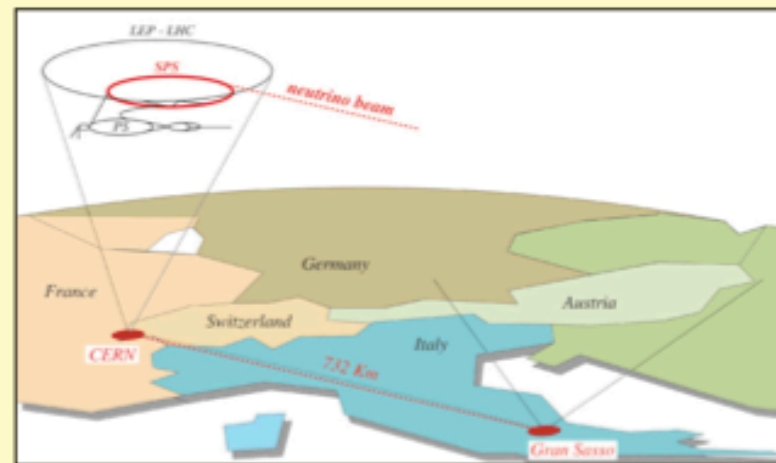 LEP - LHC
SPS
neutrino beam
PS
Germany
France
Austria
Switzerland
Italy
CERN
732 Km
Gran Sasso